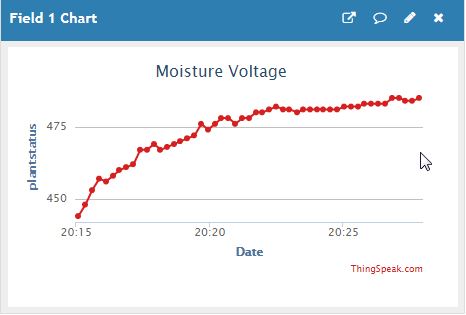 Field 1 Chart
Moisture Voltage
plantstatus
475
450
20:15 20:20 20:25
Date
ThingSpeak.com